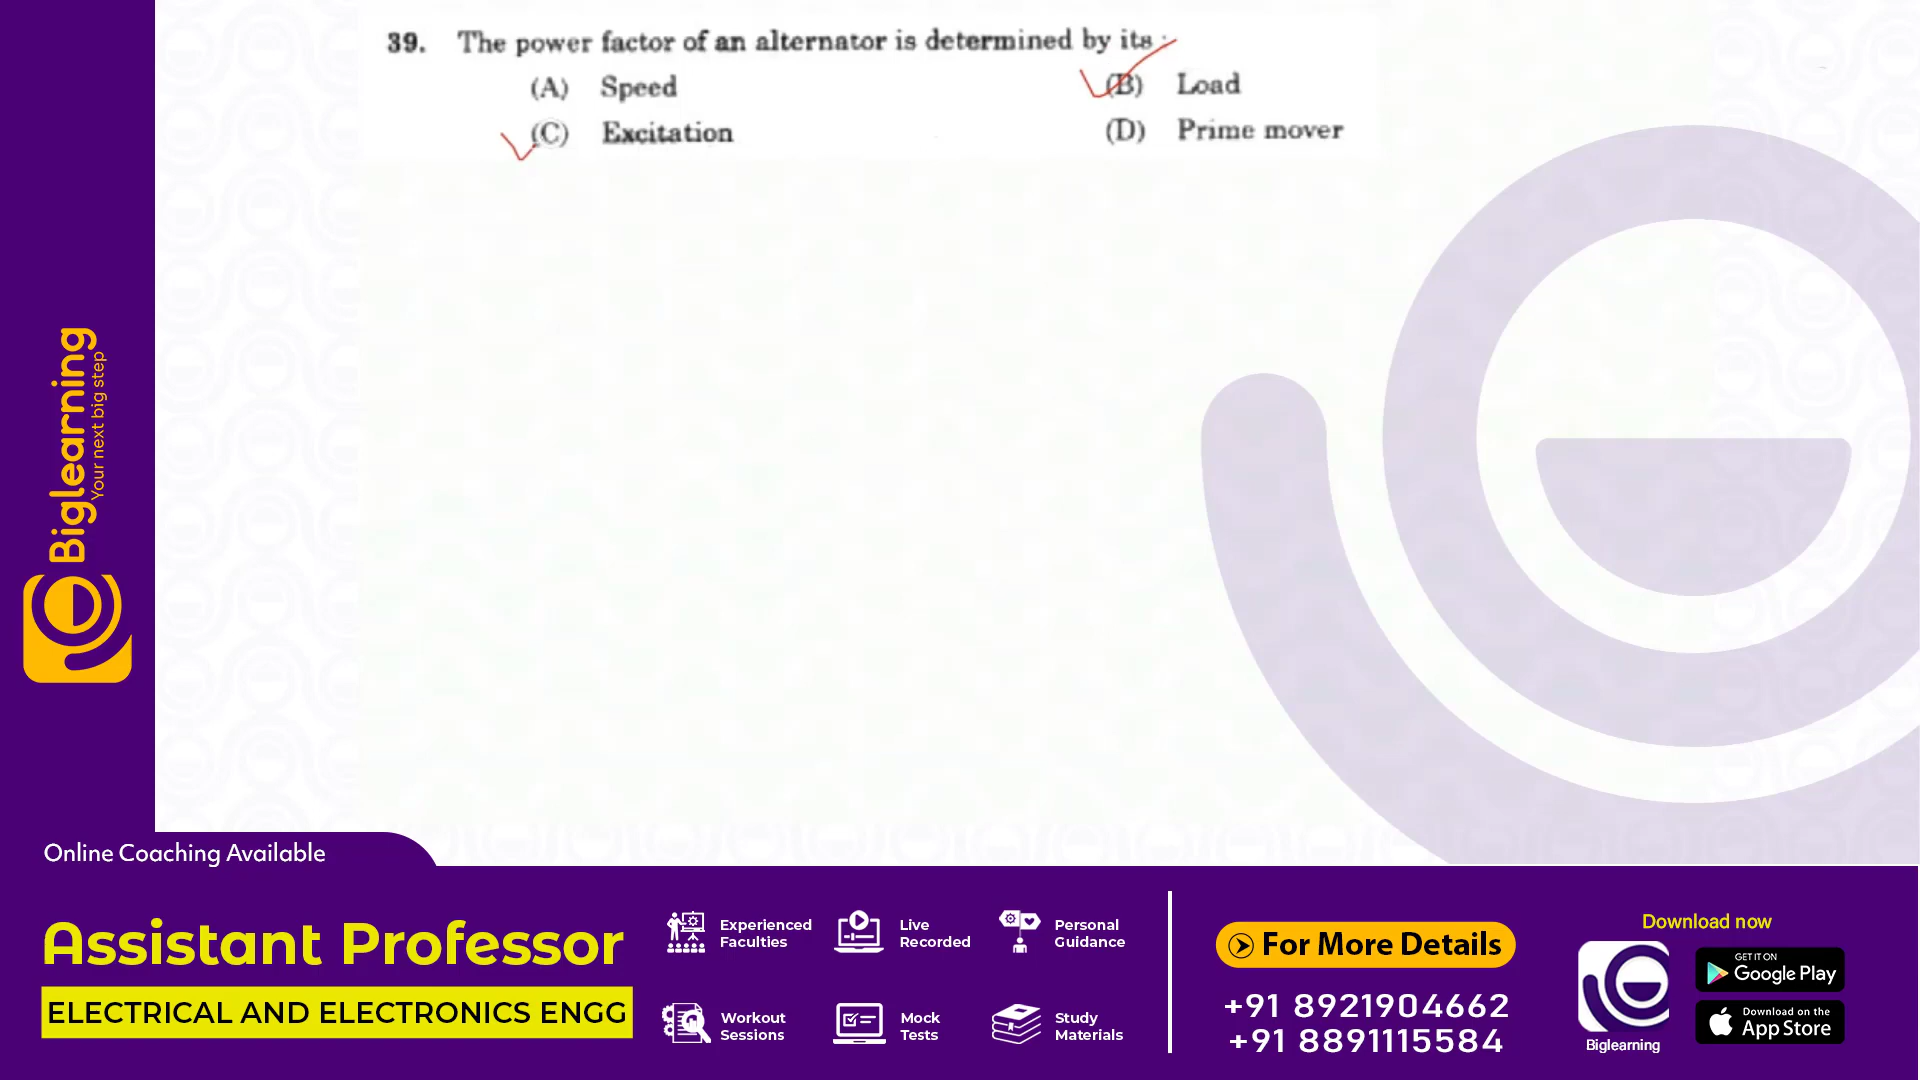 39. The power factor of an alternator is determined by its :
(A) Speed
(B) Load
(C) Excitation
(D) Prime mover
Biglearning
Your next big step
Online Coaching Available
Assistant Professor
ELECTRICAL AND ELECTRONICS ENGG
Experienced
Faculties
Live
Recorded
Personal
Guidance
Workout
Sessions
Mock
Tests
Study
Materials
For More Details
+91 8921904662
+91 8891115584
Download now
Biglearning
GET IT ON
Google Play
Download on the
App Store